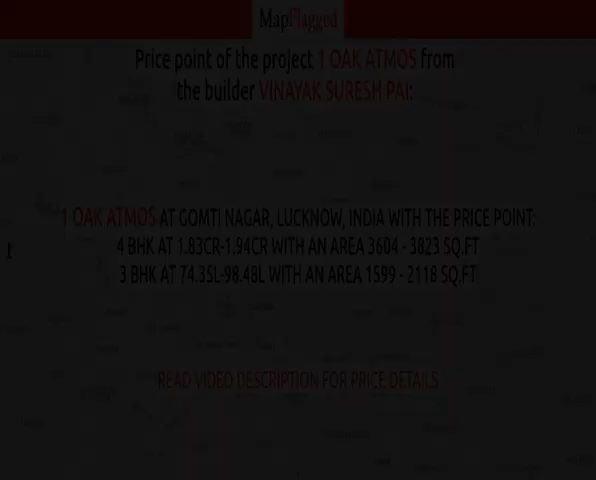 MapFlagged
Price point of the project 1 OAK ATMOS from
the builder VINAYAK SURESH PAI:
1 OAK ATMOS AT GOMTI NAGAR, LUCKNOW, INDIA WITH THE PRICE POINT:
4 BHK AT 1.83CR-1.94CR WITH AN AREA 3604 - 3823 SQ.FT
3 BHK AT 74.35L-98.48L WITH AN AREA 1599 - 2118 SQ.FT
READ VIDEO DESCRIPTION FOR PRICE DETAILS